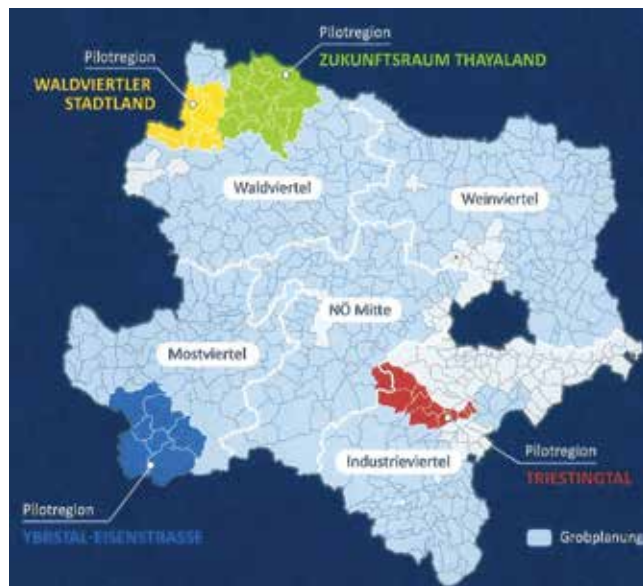 Pilotregion
ZUKUNFTSRAUM THAYALAND
Pilotregion
WALDVIERTLER
STADTLAND
Waldviertel
Weinviertel
NÖ Mitte
Mostviertel
Industrieviertel
Pilotregion
TRIESTINGTAL
Pilotregion
YBBSTAL-EISENSTRASSE
Grobplanung